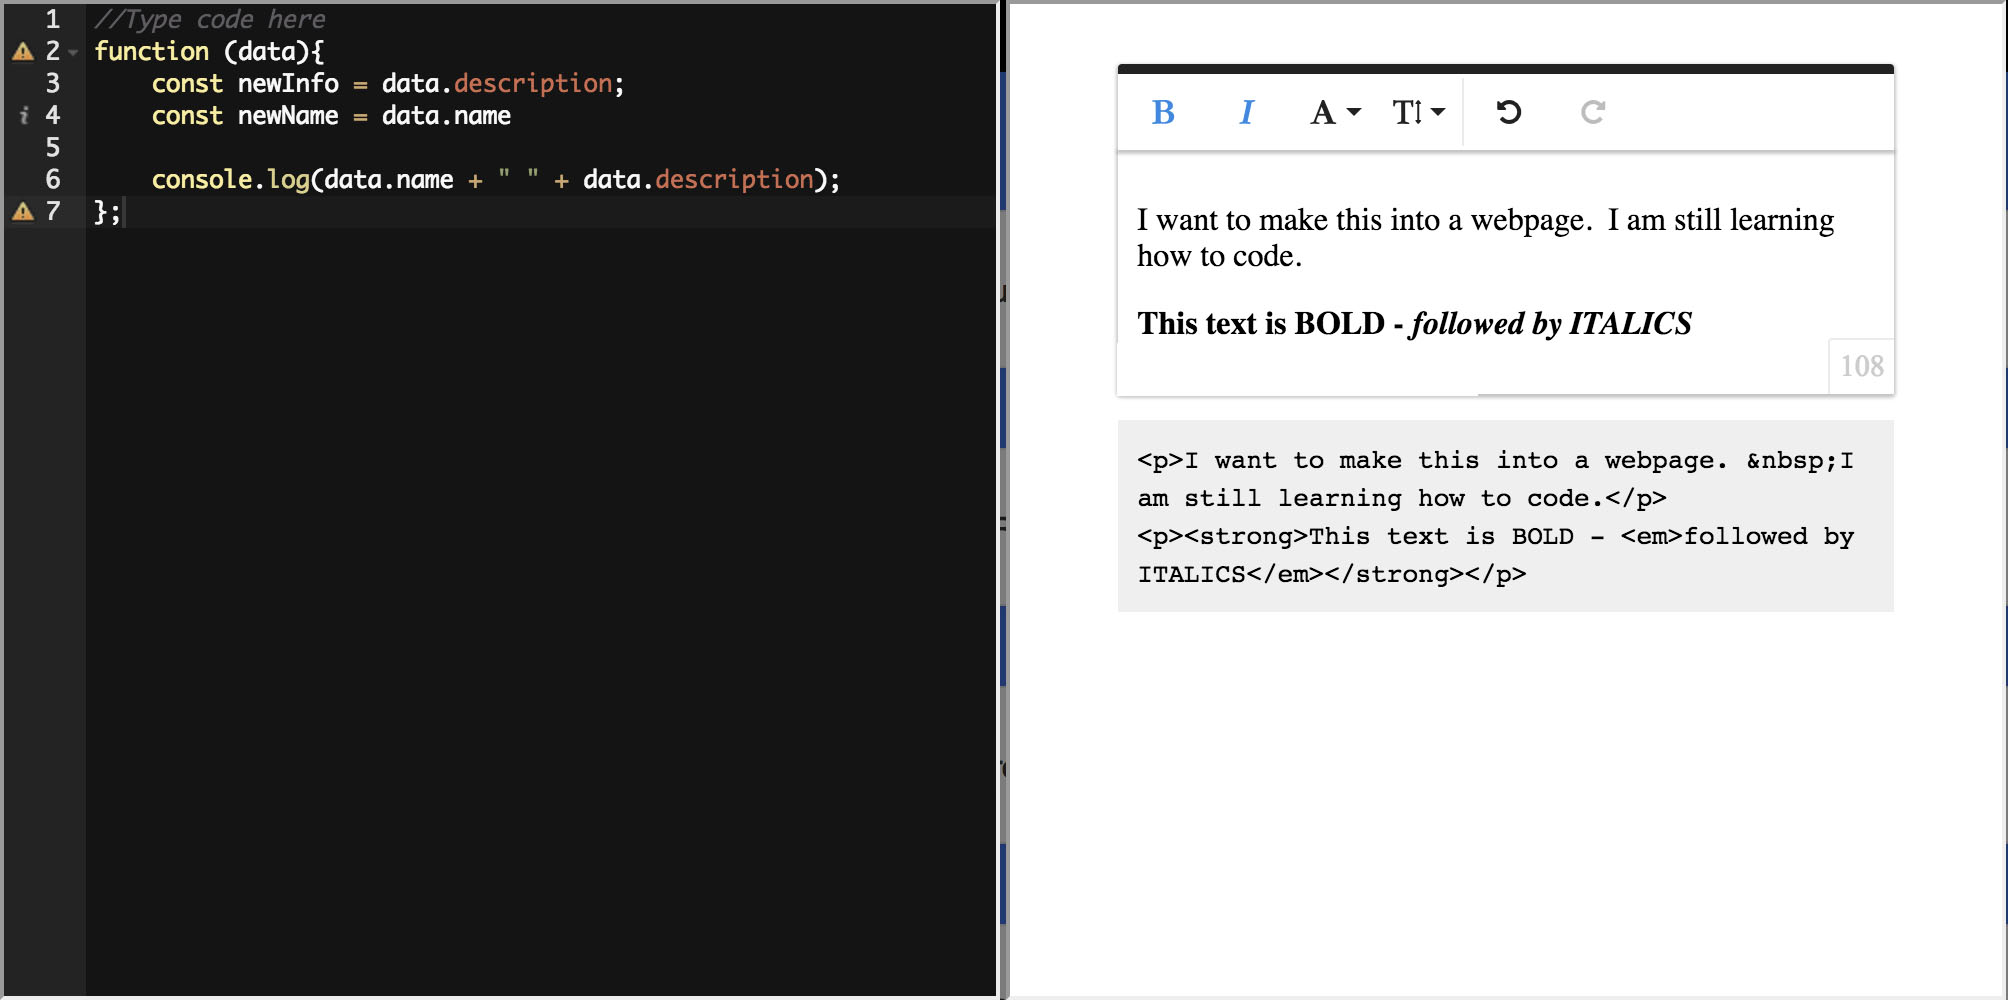 1 //Type code here
2 function (data){
3 const newInfo = data.description;
i 4 const newName = data.name
5
6 console.log(data.name + " " + data.description);
7 };
B I A T
I want to make this into a webpage.  I am still learning
how to code.
This text is BOLD - followed by ITALICS
108
<p>I want to make this into a webpage. &nbsp;I
am still learning how to code.</p>
<p><strong>This text is BOLD - <em>followed by
ITALICS</em></strong></p>